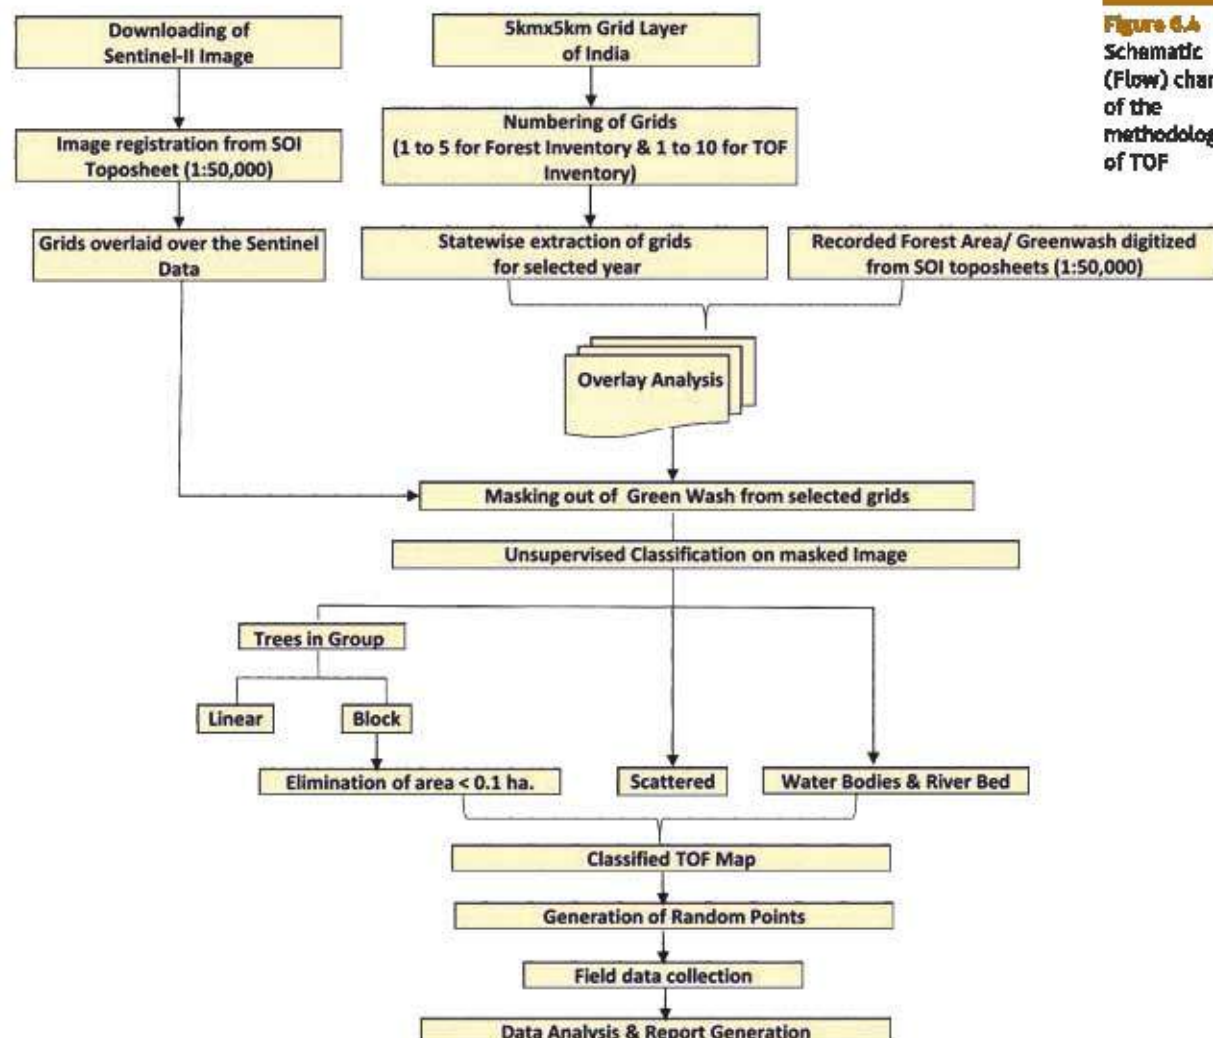 Downloading of
Sentinel-II Image
5kmx5km Grid Layer
of India
Figure 6.4
Schematic
(Flow)
of the
of TOF
Image registration from SOI
Toposheet (1:50,000)
Numbering of Grids
(1 to 5 for Forest Inventory & 1 to 10 for TOF
Inventory)
Grids overlaid over the Sentinel
Data
Statewise extraction of grids
for selected year
Recorded Forest Area/ Greenwash digitized
from SOI toposheets (1:50,000)
Overlay Analysis
Masking out of Green Wash from selected grids
Unsupervised Classification on masked Image
Trees in Group
Linear
Block
Elimination of area < 0.1 ha.
Scattered
Water Bodies & River Bed
Classified TOF Map
Generation of Random Points
Field data collection
Data Analysis & Report Generation